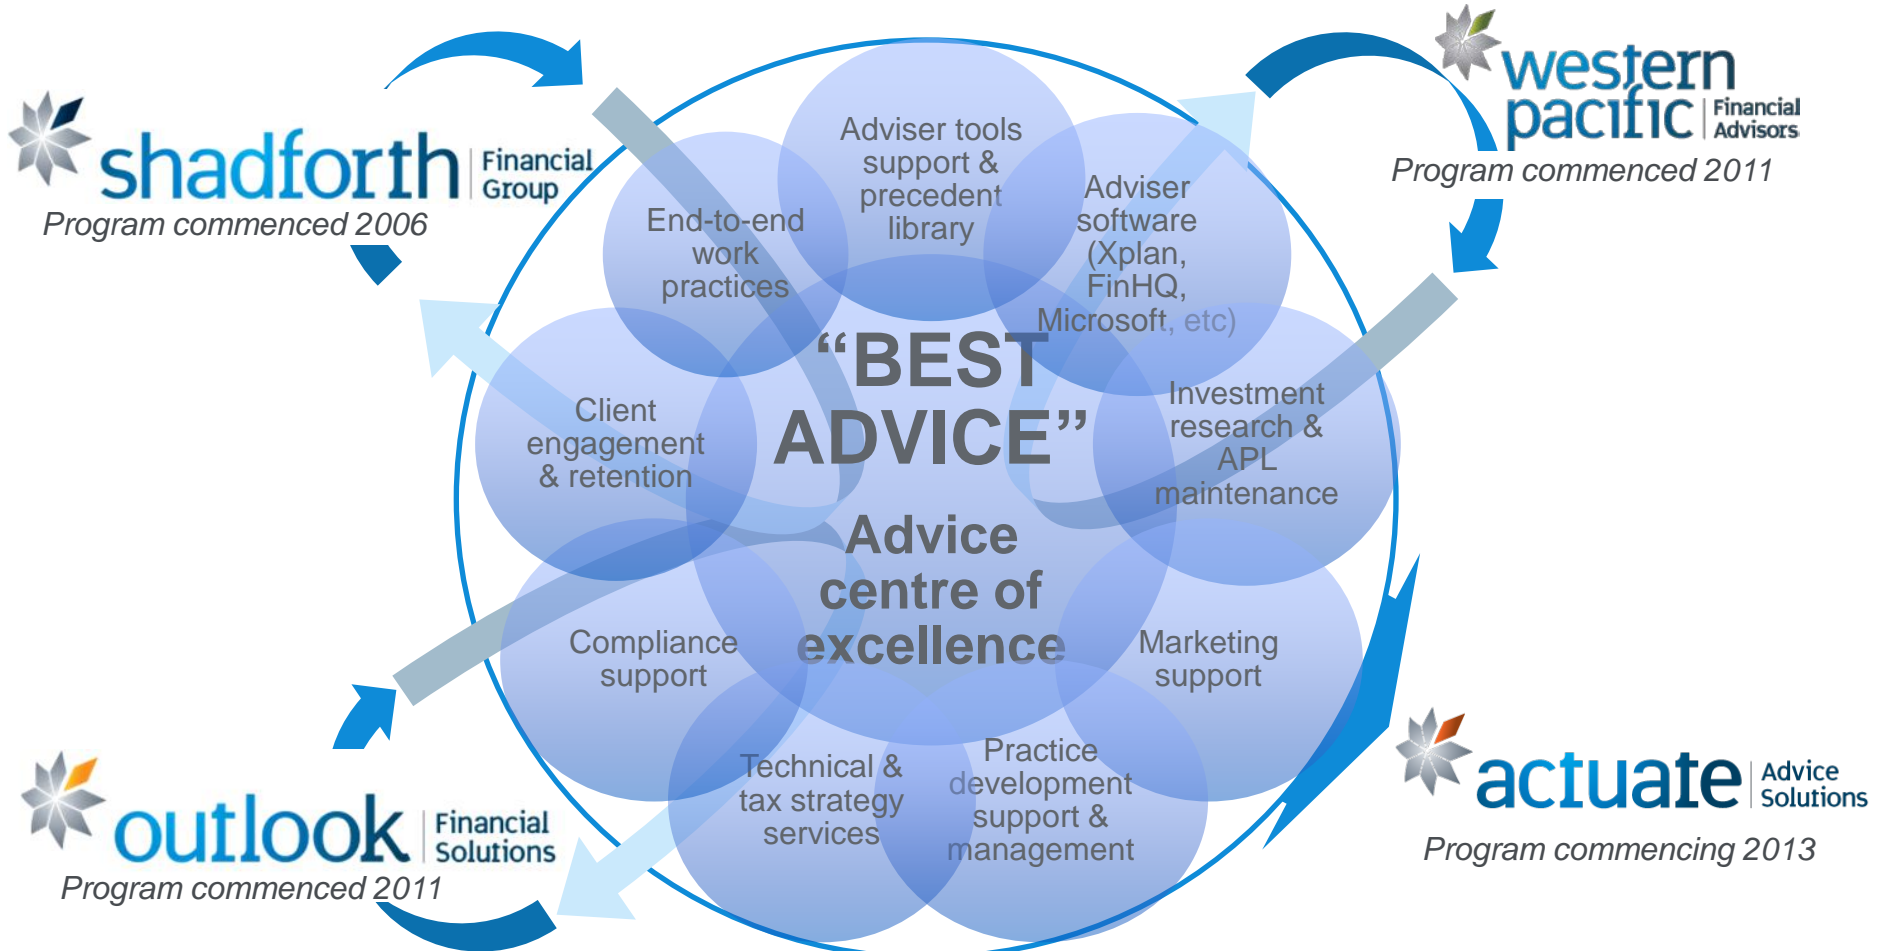 shadforth
Financial
Group
Program commenced 2006
western
pacific
Financial
Advisors
Program commenced 2011
Adviser tools
support &
precedent
library
Adviser
software
(Xplan,
FinHQ,
Microsoft, etc)
End-to-end
work
practices
Investment
research &
APL
maintenance
Client
engagement
& retention
“BEST
ADVICE”
Advice
centre of
excellence
Compliance
support
Marketing
support
Technical &
tax strategy
services
Practice
development
support &
management
outlook
Financial
Solutions
Program commenced 2011
actuate
Advice
Solutions
Program commencing 2013